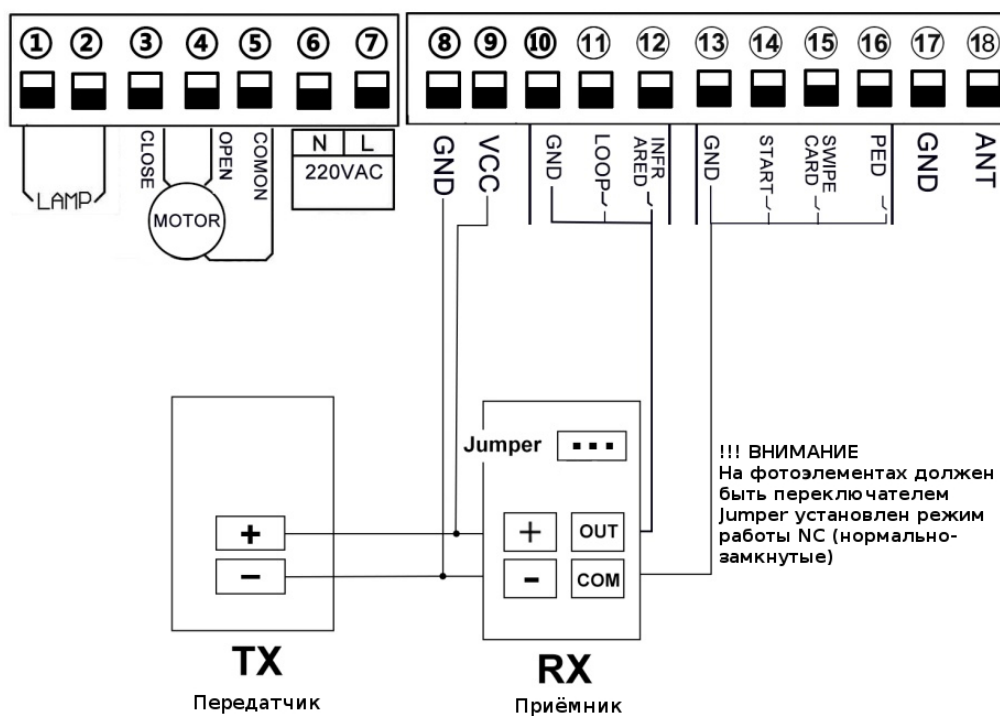 ① ② ③ ④ ⑤ ⑥ ⑦ ⑧ ⑨ ⑩ ⑪ ⑫ ⑬ ⑭ ⑮ ⑯ ⑰ ⑱
LAMP
CLOSE
OPEN
COMON
MOTOR
N L
220VAC
GND
VCC
GND
LOOP
INFR
ARED
GND
START
SWIPE
CARD
PED
GND
ANT
Jumper
!!! ВНИМАНИЕ
На фотоэлементах должен
быть переключателем
Jumper установлен режим
работы NC (нормально-
замкнутые)
+
-
+
-
OUT
COM
TX
Передатчик
RX
Приёмник